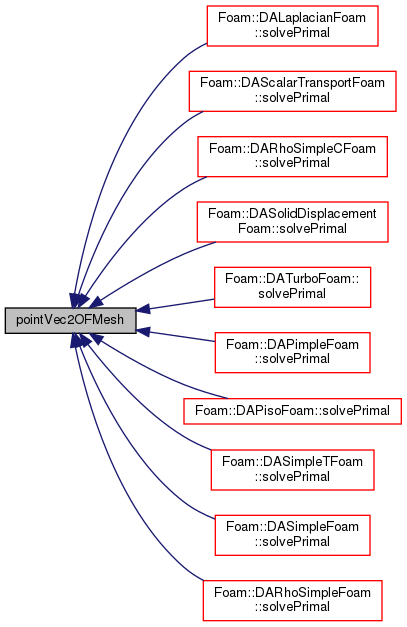 Foam::DALaplacianFoam
::solvePrimal
Foam::DAScalarTransportFoam
::solvePrimal
Foam::DARhoSimpleCFoam
::solvePrimal
Foam::DASolidDisplacement
Foam::solvePrimal
Foam::DATurboFoam::
solvePrimal
pointVec2OFMesh
Foam::DAPimpleFoam
::solvePrimal
Foam::DAPisoFoam::solvePrimal
Foam::DASimpleTFoam
::solvePrimal
Foam::DASimpleFoam
::solvePrimal
Foam::DARhoSimpleFoam
::solvePrimal